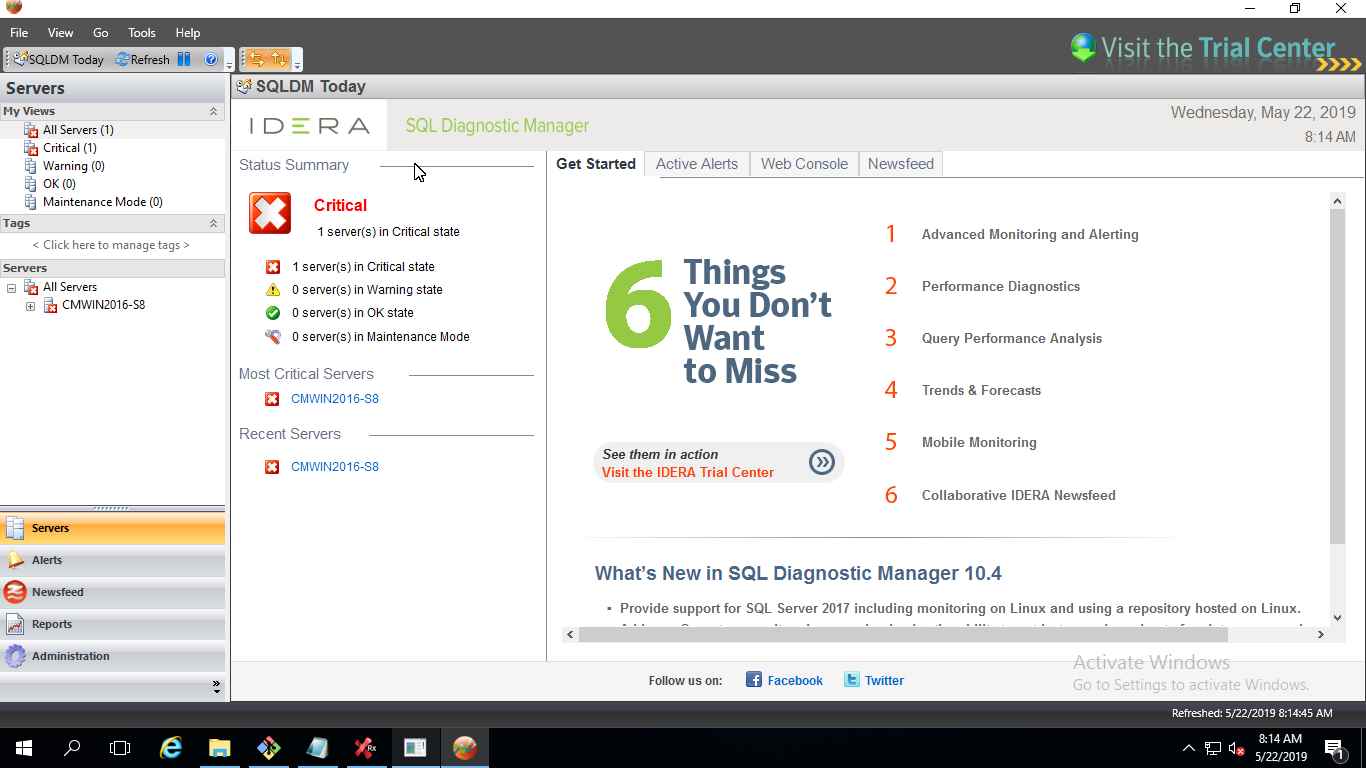 File View Go Tools Help
SQLDM Today Refresh
Visit the Trial Center
Servers
My Views
All Servers (1)
Critical (1)
Warning (0)
OK (0)
Maintenance Mode (0)
Tags
< Click here to manage tags >
Servers
All Servers
CMWIN2016-S8
Servers
Alerts
Newsfeed
Reports
Administration
SQLDM Today
IDERA SQL Diagnostic Manager
Wednesday, May 22, 2019
8:14 AM
Status Summary
Critical
1 server(s) in Critical state
1 server(s) in Critical state
0 server(s) in Warning state
0 server(s) in OK state
0 server(s) in Maintenance Mode
Most Critical Servers
CMWIN2016-S8
Recent Servers
CMWIN2016-S8
Get Started Active Alerts Web Console Newsfeed
6 Things
You Don't
Want
to Miss
See them in action
Visit the IDERA Trial Center
1 Advanced Monitoring and Alerting
2 Performance Diagnostics
3 Query Performance Analysis
4 Trends & Forecasts
5 Mobile Monitoring
6 Collaborative IDERA Newsfeed
What's New in SQL Diagnostic Manager 10.4
▪ Provide support for SQL Server 2017 including monitoring on Linux and using a repository hosted on Linux.
Follow us on: Facebook Twitter
Activate Windows
Go to Settings to activate Windows.
Refreshed: 5/22/2019 8:14:45 AM
Rx
8:14 AM
5/22/2019
1